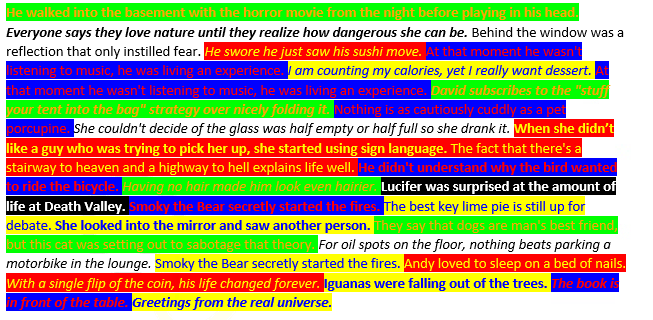 He walked into the basement with the horror movie from the night before playing in his head.
Everyone says they love nature until they realize how dangerous she can be. Behind the window was a
reflection that only instilled fear. He swore he just saw his sushi move. At that moment he wasn't
listening to music, he was living an experience. I am counting my calories, yet I really want dessert. At
that moment he wasn't listening to music, he was living an experience. David subscribes to the "stuff
your tent into the bag" strategy over nicely folding it. Nothing is as cautiously cuddly as a pet
porcupine. She couldn't decide of the glass was half empty or half full so she drank it. When she didn't
like a guy who was trying to pick her up, she started using sign language. The fact that there's a
stairway to heaven and a highway to hell explains life well. He didn't understand why the bird wanted
to ride the bicycle. Having no hair made him look even hairier. Lucifer was surprised at the amount of
life at Death Valley. Smoky the Bear secretly started the fires. The best key lime pie is still up for
debate. She looked into the mirror and saw another person. They say that dogs are man's best friend,
but this cat was setting out to sabotage that theory. For oil spots on the floor, nothing beats parking a
motorbike in the lounge. Smoky the Bear secretly started the fires. Andy loved to sleep on a bed of nails.
With a single flip of the coin, his life changed forever. Iguanas were falling out of the trees. The book is
in front of the table. Greetings from the real universe.